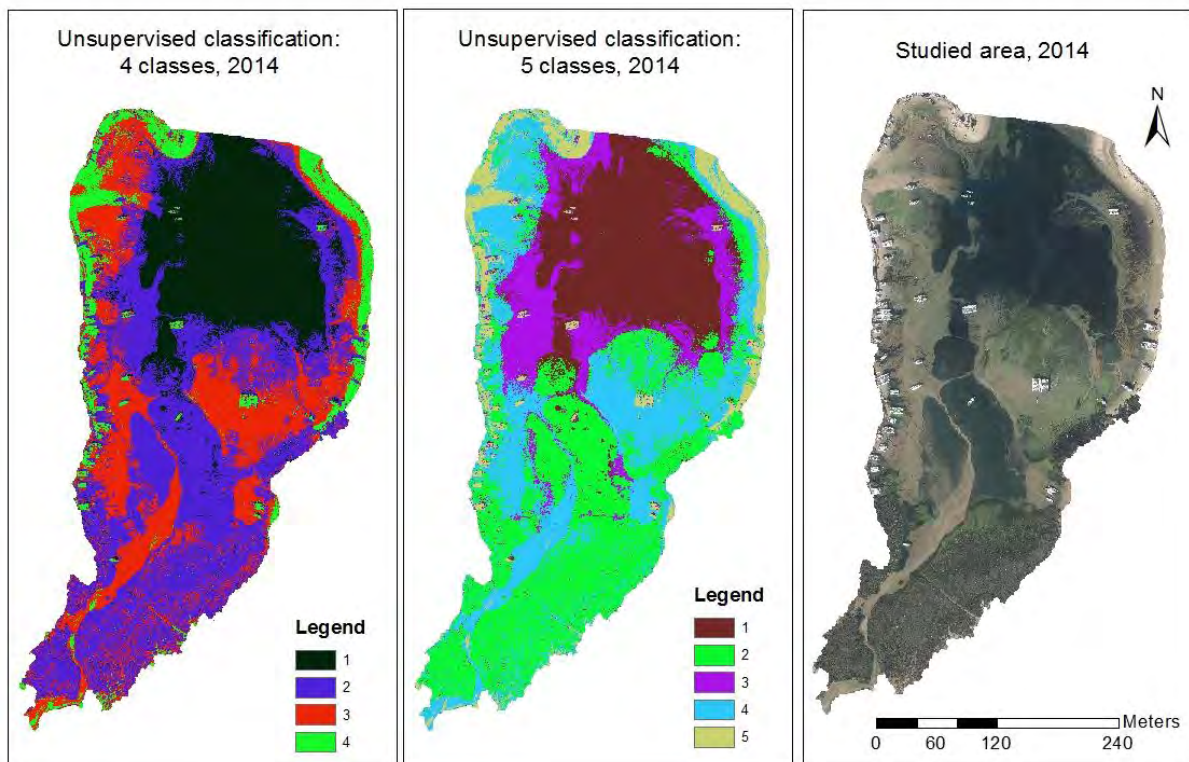 Unsupervised classification:
4 classes, 2014
Legend
1
2
3
4
Unsupervised classification:
5 classes, 2014
Legend
1
2
3
4
5
Studied area, 2014
N
Meters
0 60 120 240